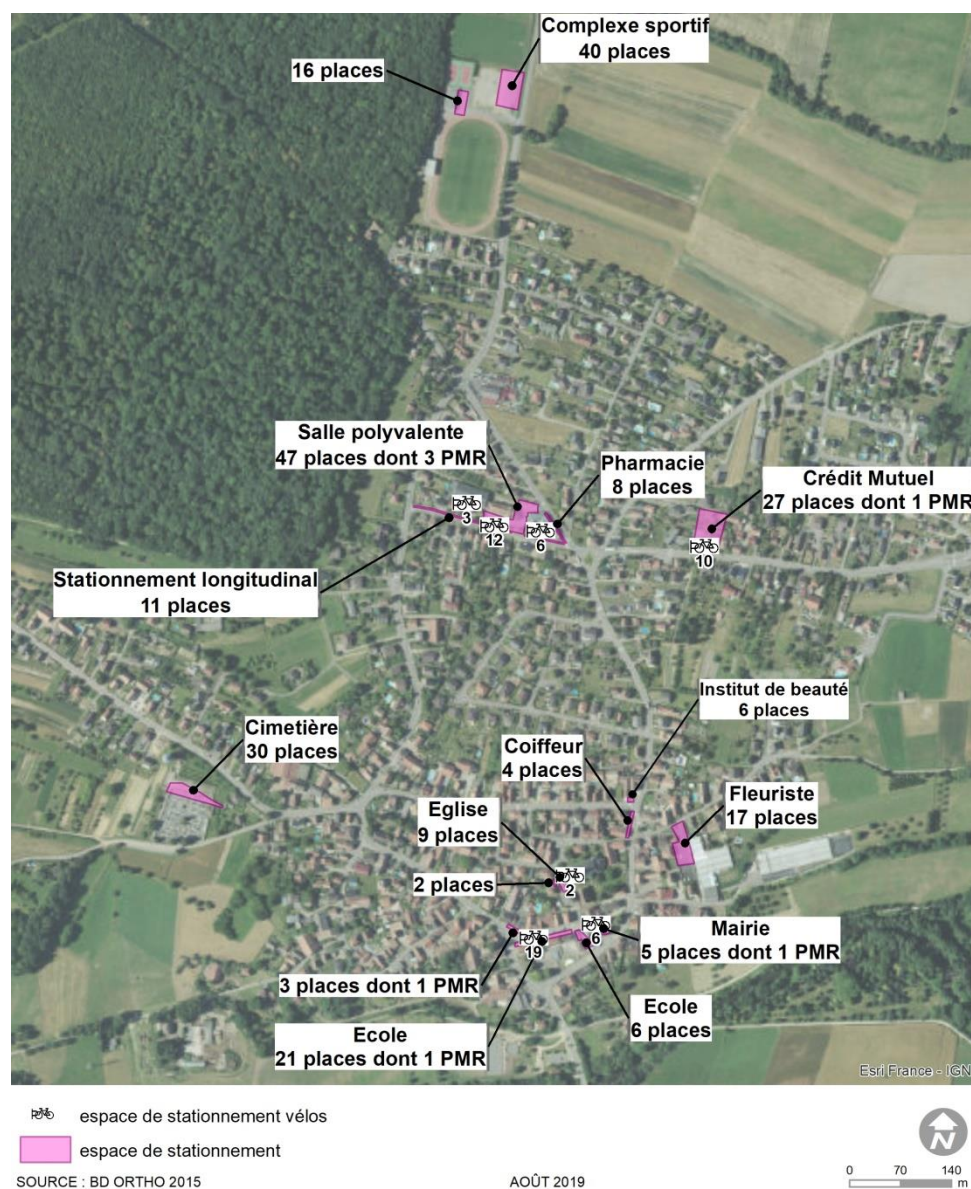 Complexe sportif
40 places
16 places
Salle polyvalente
47 places dont 3 PMR
Pharmacie
8 places
Crédit Mutuel
27 places dont 1 PMR
3
12
6
10
Stationnement longitudinal
11 places
Institut de beauté
6 places
Cimetière
30 places
Coiffeur
4 places
Fleuriste
17 places
Eglise
9 places
2 places
2
6
19
Mairie
5 places dont 1 PMR
3 places dont 1 PMR
Ecole
6 places
Ecole
21 places dont 1 PMR
Esri France - IGN
espace de stationnement vélos
espace de stationnement
N
SOURCE : BD ORTHO 2015
AOÛT 2019
0 70 140
m